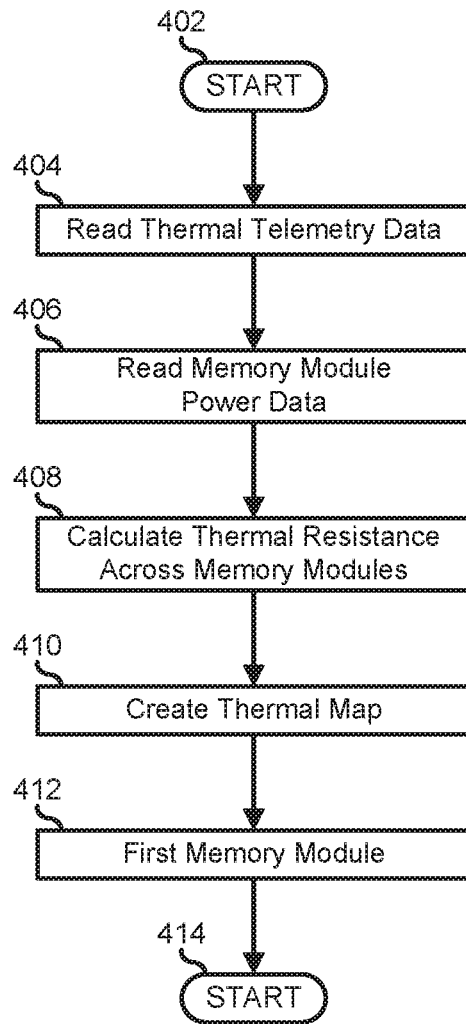 402
START
404
Read Thermal Telemetry Data
406
Read Memory Module
Power Data
408
Calculate Thermal Resistance
Across Memory Modules
410
Create Thermal Map
412
First Memory Module
414
START